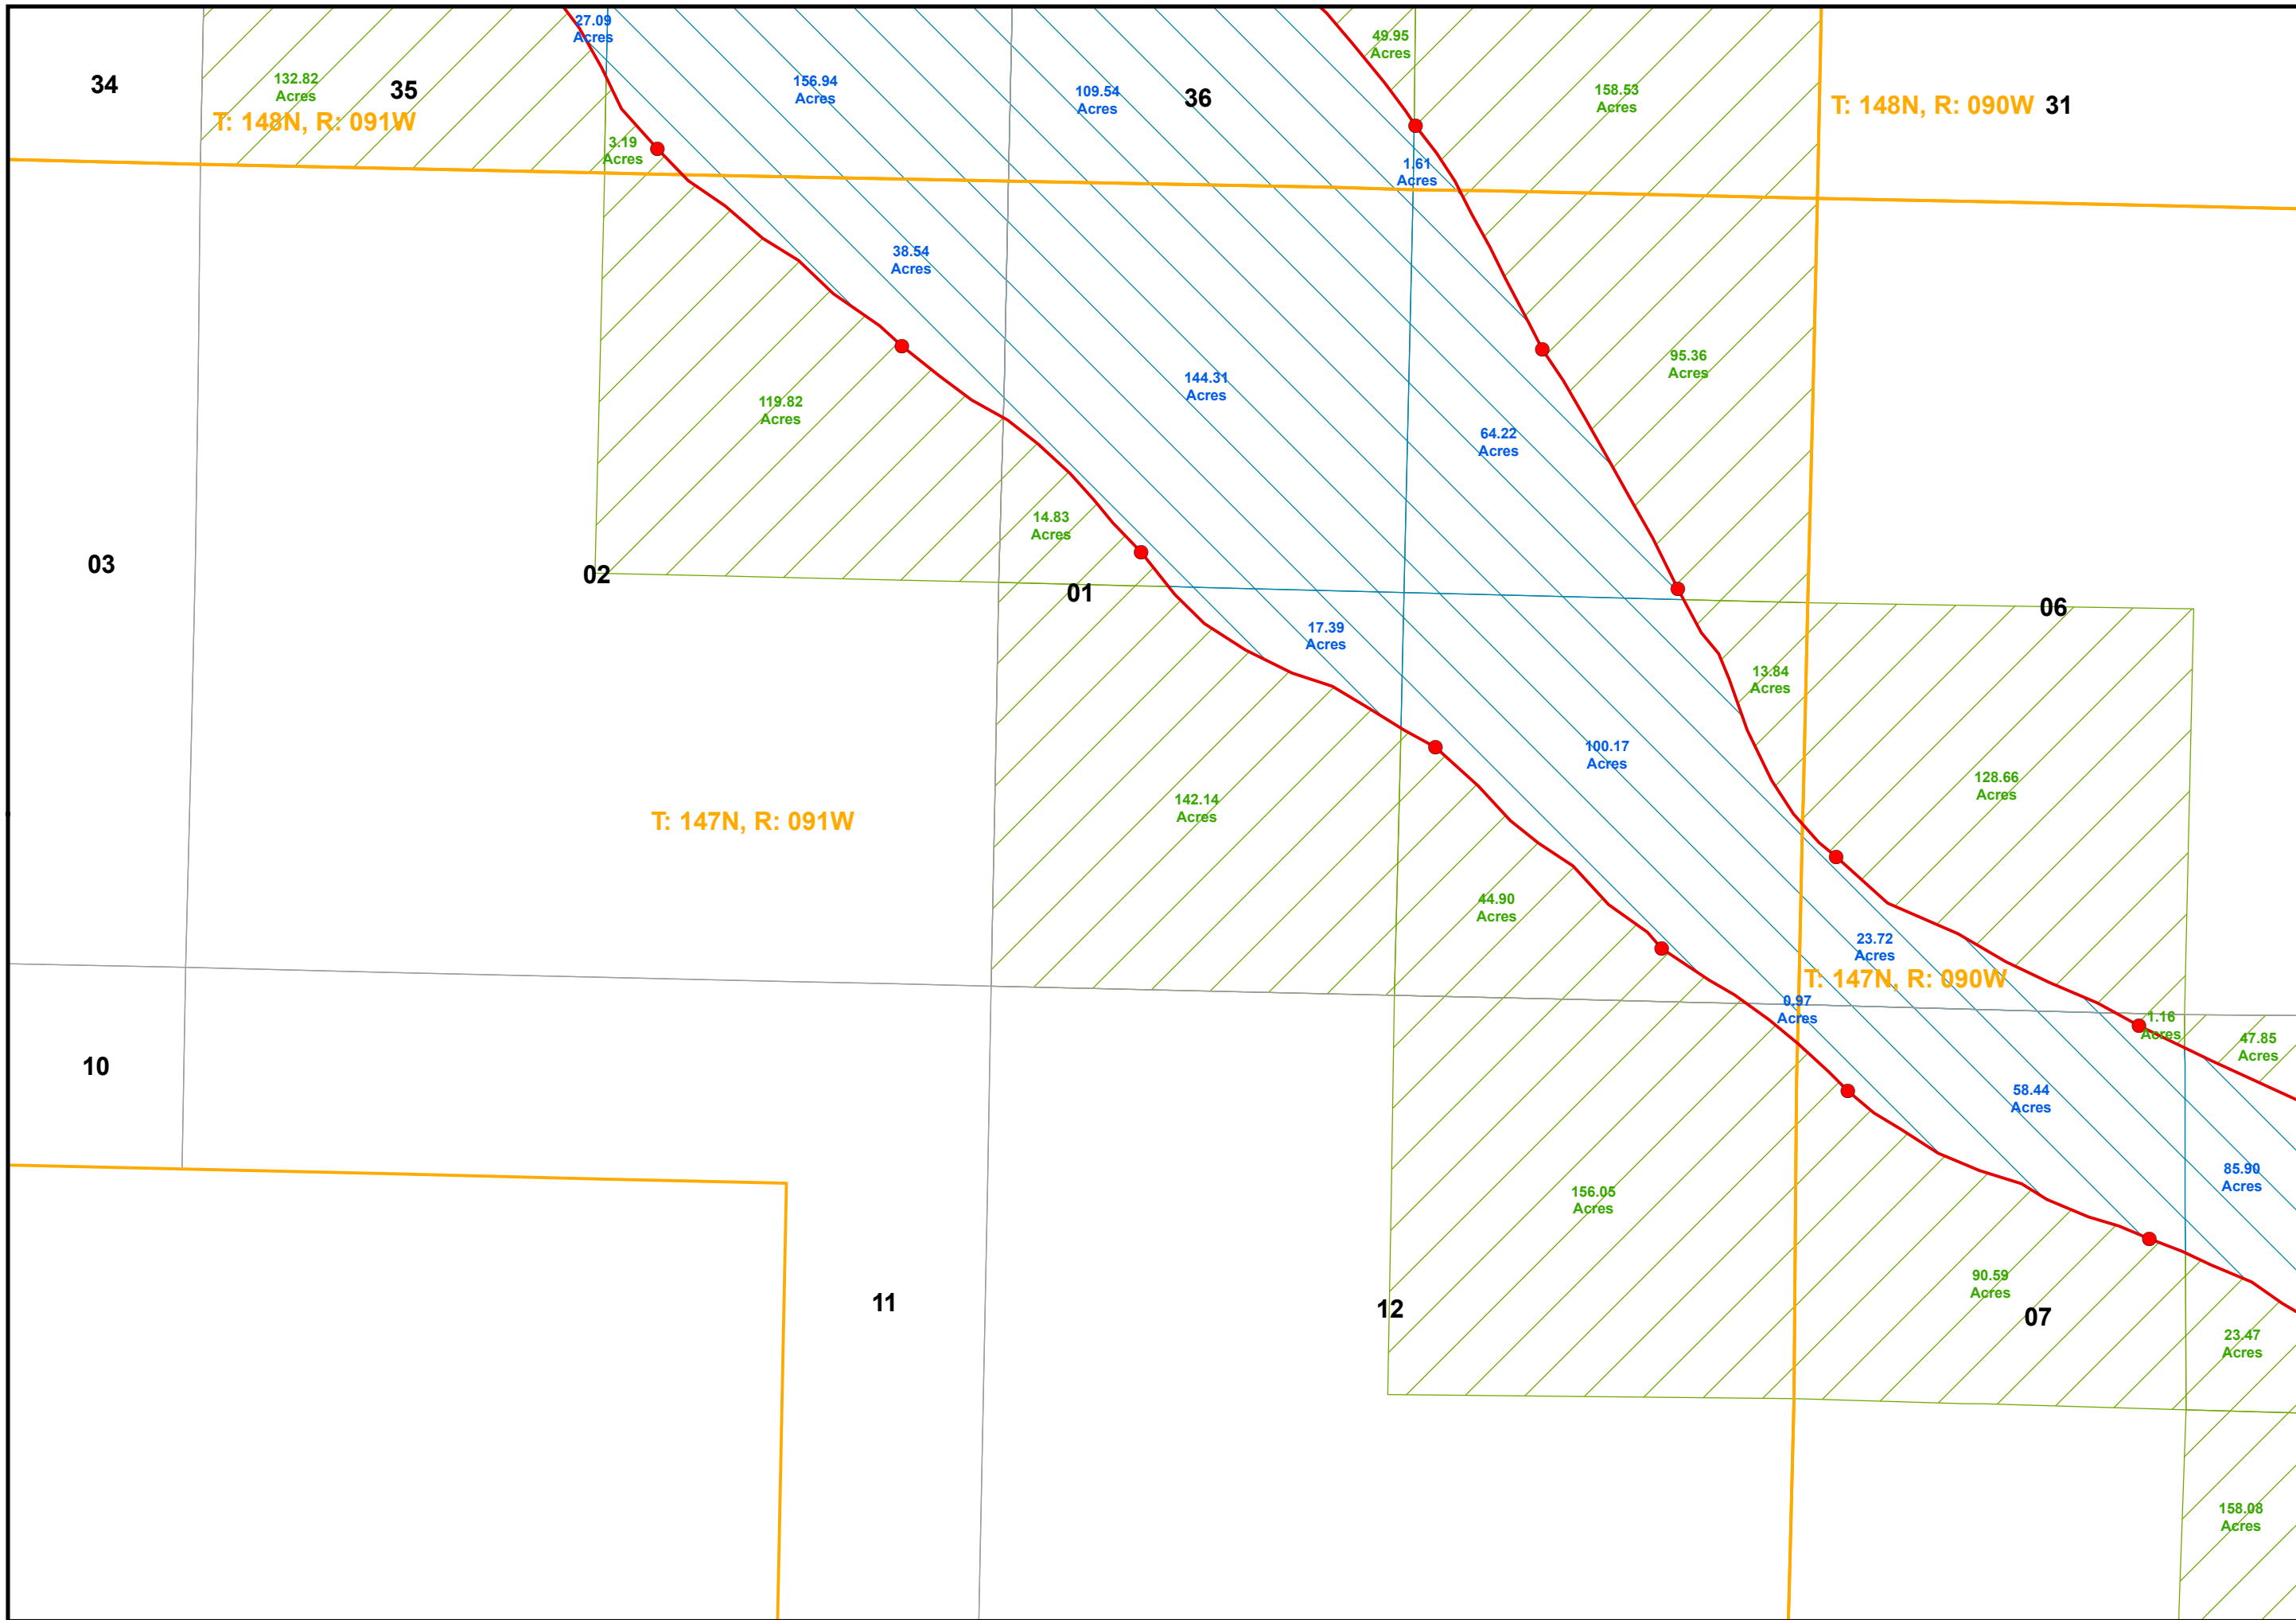 27.09
Acres
49.95
Acres
34
132.82
Acres
35
156.94
Acres
109.54
Acres
36
158.53
Acres
T: 148N, R: 091W
T: 148N, R: 090W
31
3.19
Acres
1.61
Acres
38.54
Acres
95.36
Acres
144.31
Acres
119.82
Acres
64.22
Acres
14.83
Acres
03
02
01
06
17.39
Acres
13.84
Acres
100.17
Acres
128.66
Acres
142.14
Acres
T: 147N, R: 091W
44.90
Acres
23.72
Acres
T: 147N, R: 090W
0.97
Acres
1.16
Acres
47.85
Acres
10
58.44
Acres
85.90
Acres
156.05
Acres
90.59
Acres
11
12
07
23.47
Acres
158.08
Acres